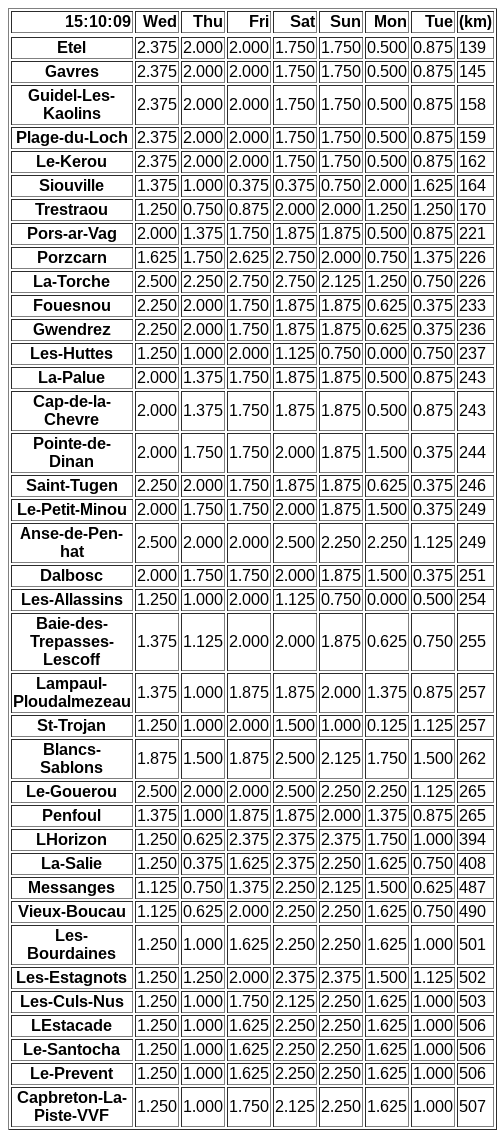 15:10:09 Wed Thu Fri Sat Sun Mon Tue (km)
Etel 2.375 2.000 2.000 1.750 1.750 0.500 0.875 139
Gavres 2.375 2.000 2.000 1.750 1.750 0.500 0.875 145
Guidel-Les-
Kaolins 2.375 2.000 2.000 1.750 1.750 0.500 0.875 158
Plage-du-Loch 2.375 2.000 2.000 1.750 1.750 0.500 0.875 159
Le-Kerou 2.375 2.000 2.000 1.750 1.750 0.500 0.875 162
Siouville 1.375 1.000 0.375 0.375 0.750 2.000 1.625 164
Trestraou 1.250 0.750 0.875 2.000 2.000 1.250 1.250 170
Pors-ar-Vag 2.000 1.375 1.750 1.875 1.875 0.500 0.875 221
Porzcarn 1.625 1.750 2.625 2.750 2.000 0.750 1.375 226
La-Torche 2.500 2.250 2.750 2.750 2.125 1.250 0.750 226
Fouesnou 2.250 2.000 1.750 1.875 1.875 0.625 0.375 233
Gwendrez 2.250 2.000 1.750 1.875 1.875 0.625 0.375 236
Les-Huttes 1.250 1.000 2.000 1.125 0.750 0.000 0.750 237
La-Palue 2.000 1.375 1.750 1.875 1.875 0.500 0.875 243
Cap-de-la-
Chevre 2.000 1.375 1.750 1.875 1.875 0.500 0.875 243
Pointe-de-
Dinan 2.000 1.750 1.750 2.000 1.875 1.500 0.375 244
Saint-Tugen 2.250 2.000 1.750 1.875 1.875 0.625 0.375 246
Le-Petit-Minou 2.000 1.750 1.750 2.000 1.875 1.500 0.375 249
Anse-de-Pen-
hat 2.500 2.000 2.000 2.500 2.250 2.250 1.125 249
Dalbosc 2.000 1.750 1.750 2.000 1.875 1.500 0.375 251
Les-Allassins 1.250 1.000 2.000 1.125 0.750 0.000 0.500 254
Baie-des-
Trepasses-
Lescoff 1.375 1.125 2.000 2.000 1.875 0.625 0.750 255
Lampaul-
Ploudalmezeau 1.375 1.000 1.875 1.875 2.000 1.375 0.875 257
St-Trojan 1.250 1.000 2.000 1.500 1.000 0.125 1.125 257
Blancs-
Sablons 1.875 1.500 1.875 2.500 2.125 1.750 1.500 262
Le-Gouerou 2.500 2.000 2.000 2.500 2.250 2.250 1.125 265
Penfoul 1.375 1.000 1.875 1.875 2.000 1.375 0.875 265
LHorizon 1.250 0.625 2.375 2.375 2.375 1.750 1.000 394
La-Salie 1.250 0.375 1.625 2.375 2.250 1.625 0.750 408
Messanges 1.125 0.750 1.375 2.250 2.125 1.500 0.625 487
Vieux-Boucau 1.125 0.625 2.000 2.250 2.250 1.625 0.750 490
Les-
Bourdaines 1.250 1.000 1.625 2.250 2.250 1.625 1.000 501
Les-Estagnots 1.250 1.250 2.000 2.375 2.375 1.500 1.125 502
Les-Culs-Nus 1.250 1.000 1.750 2.125 2.250 1.625 1.000 503
LEstacade 1.250 1.000 1.625 2.250 2.250 1.625 1.000 506
Le-Santocha 1.250 1.000 1.625 2.250 2.250 1.625 1.000 506
Le-Prevent 1.250 1.000 1.625 2.250 2.250 1.625 1.000 506
Capbreton-La-
Piste-VVF 1.250 1.000 1.750 2.125 2.250 1.625 1.000 507